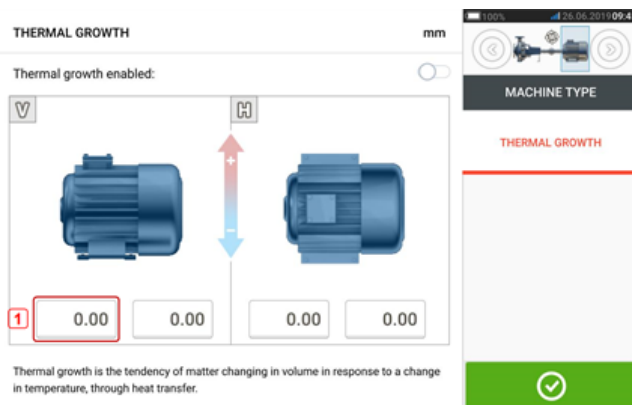 THERMAL GROWTH mm
Thermal growth enabled:
V H
+
-
1 0.00 0.00 0.00 0.00
Thermal growth is the tendency of matter changing in volume in response to a change
in temperature, through heat transfer.
100% 26.06.2019 09:4
MACHINE TYPE
THERMAL GROWTH